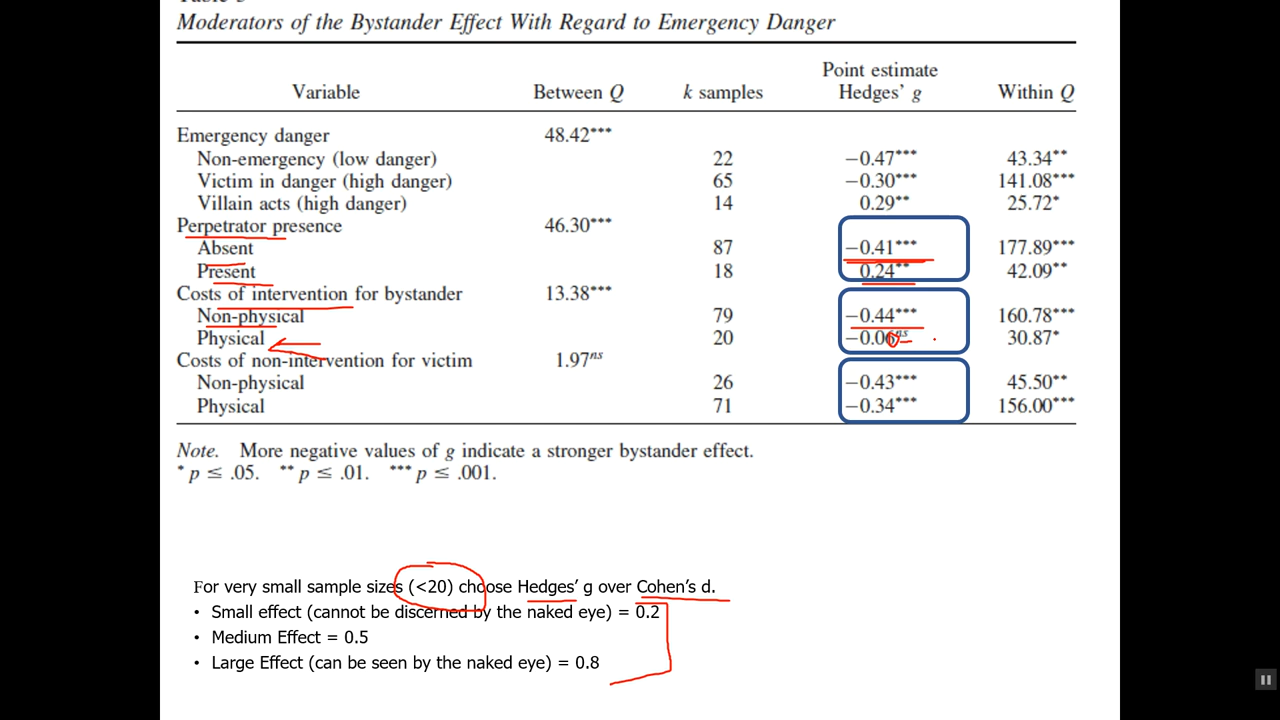 Moderators of the Bystander Effect With Regard to Emergency Danger
Variable Between Q k samples Point estimate Hedges’ g Within Q
Emergency danger 48.42***
Non-emergency (low danger) 22 −0.47*** 43.34**
Victim in danger (high danger) 65 −0.30*** 141.08***
Villain acts (high danger) 14 0.29** 25.72*
Perpetrator presence 46.30***
Absent 87 −0.41*** 177.89***
Present 18 0.24** 42.09**
Costs of intervention for bystander 13.38***
Non-physical 79 −0.44*** 160.78***
Physical 20 −0.06ns 30.87*
Costs of non-intervention for victim 1.97ns
Non-physical 26 −0.43*** 45.50**
Physical 71 −0.34*** 156.00***
Note. More negative values of g indicate a stronger bystander effect.
* p ≤ .05. ** p ≤ .01. *** p ≤ .001.
For very small sample sizes (<20) choose Hedges’ g over Cohen’s d.
• Small effect (cannot be discerned by the naked eye) = 0.2
• Medium Effect = 0.5
• Large Effect (can be seen by the naked eye) = 0.8